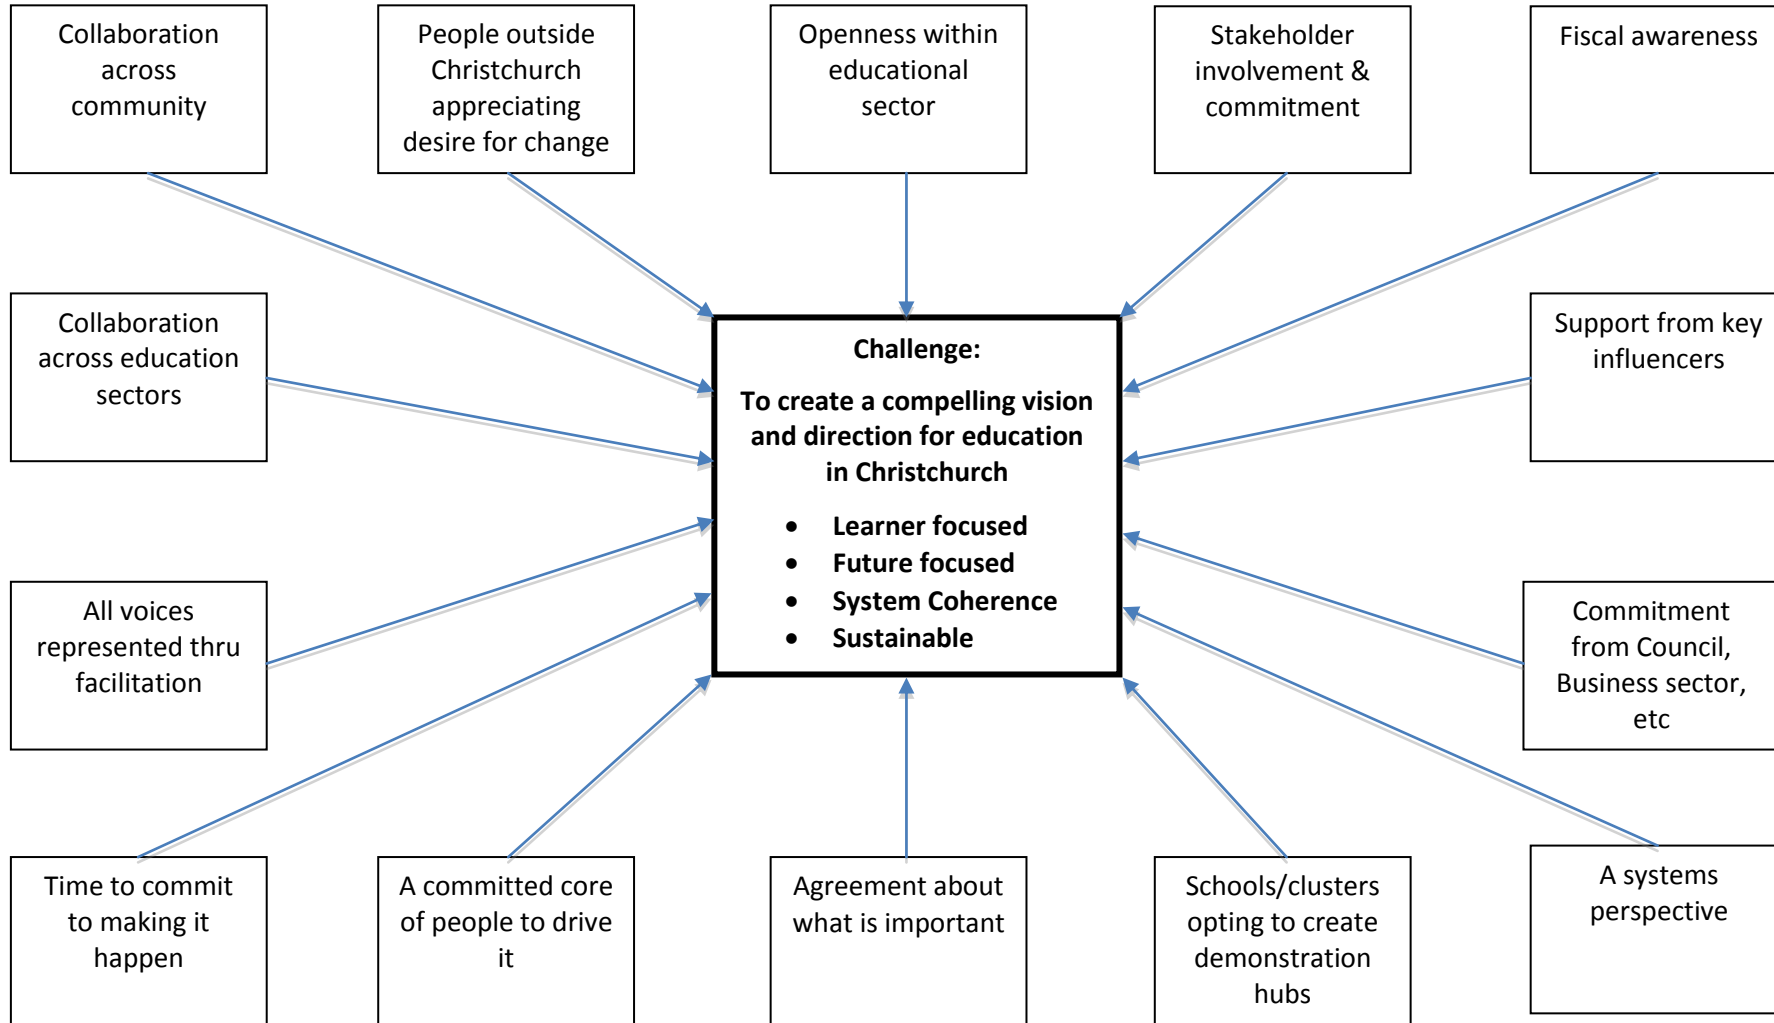 Collaboration
across
community
People outside
Christchurch
appreciating
desire for change
Openness within
educational
sector
Stakeholder
involvement &
commitment
Fiscal awareness
Collaboration
across education
sectors
Challenge:
To create a compelling vision
and direction for education
in Christchurch
• Learner focused
• Future focused
• System Coherence
• Sustainable
Support from key
influencers
All voices
represented thru
facilitation
Commitment
from Council,
Business sector,
etc
Time to commit
to making it
happen
A committed core
of people to drive
it
Agreement about
what is important
Schools/clusters
opting to create
demonstration
hubs
A systems
perspective